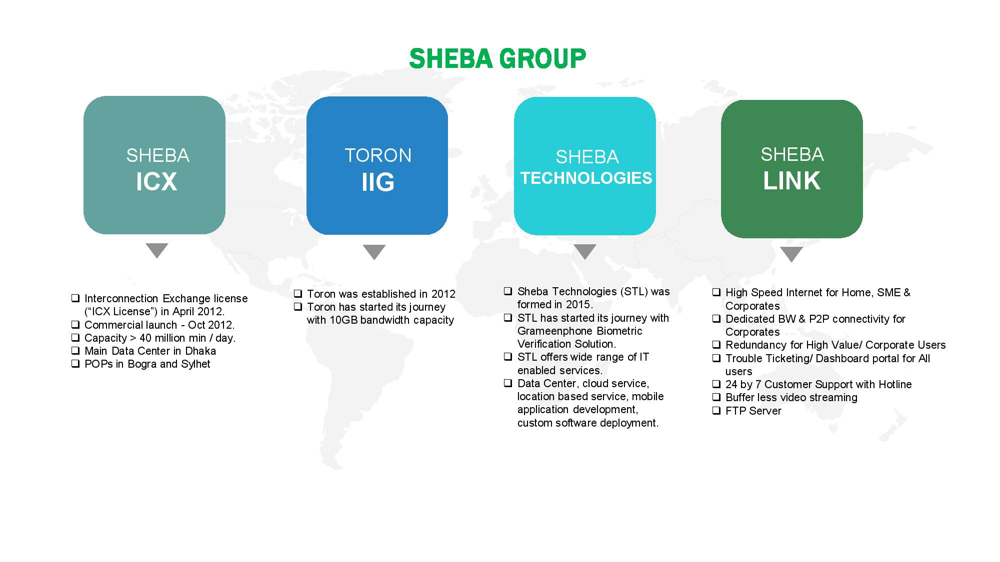 SHEBA GROUP
SHEBA
ICX
❑ Interconnection Exchange license
(“ICX License”) in April 2012.
❑ Commercial launch - Oct 2012.
❑ Capacity > 40 million min / day.
❑ Main Data Center in Dhaka
❑ POPs in Bogra and Sylhet
TORON
IIG
❑ Toron was established in 2012
❑ Toron has started its journey
with 10GB bandwidth capacity
SHEBA
TECHNOLOGIES
❑ Sheba Technologies (STL) was
formed in 2015.
❑ STL has started its journey with
Grameenphone Biometric
Verification Solution.
❑ STL offers wide range of IT
enabled services.
❑ Data Center, cloud service,
location based service, mobile
application development,
custom software deployment.
SHEBA
LINK
❑ High Speed Internet for Home, SME &
Corporates
❑ Dedicated BW & P2P connectivity for
Corporates
❑ Redundancy for High Value/ Corporate Users
❑ Trouble Ticketing/ Dashboard portal for All
users
❑ 24 by 7 Customer Support with Hotline
❑ Buffer less video streaming
❑ FTP Server